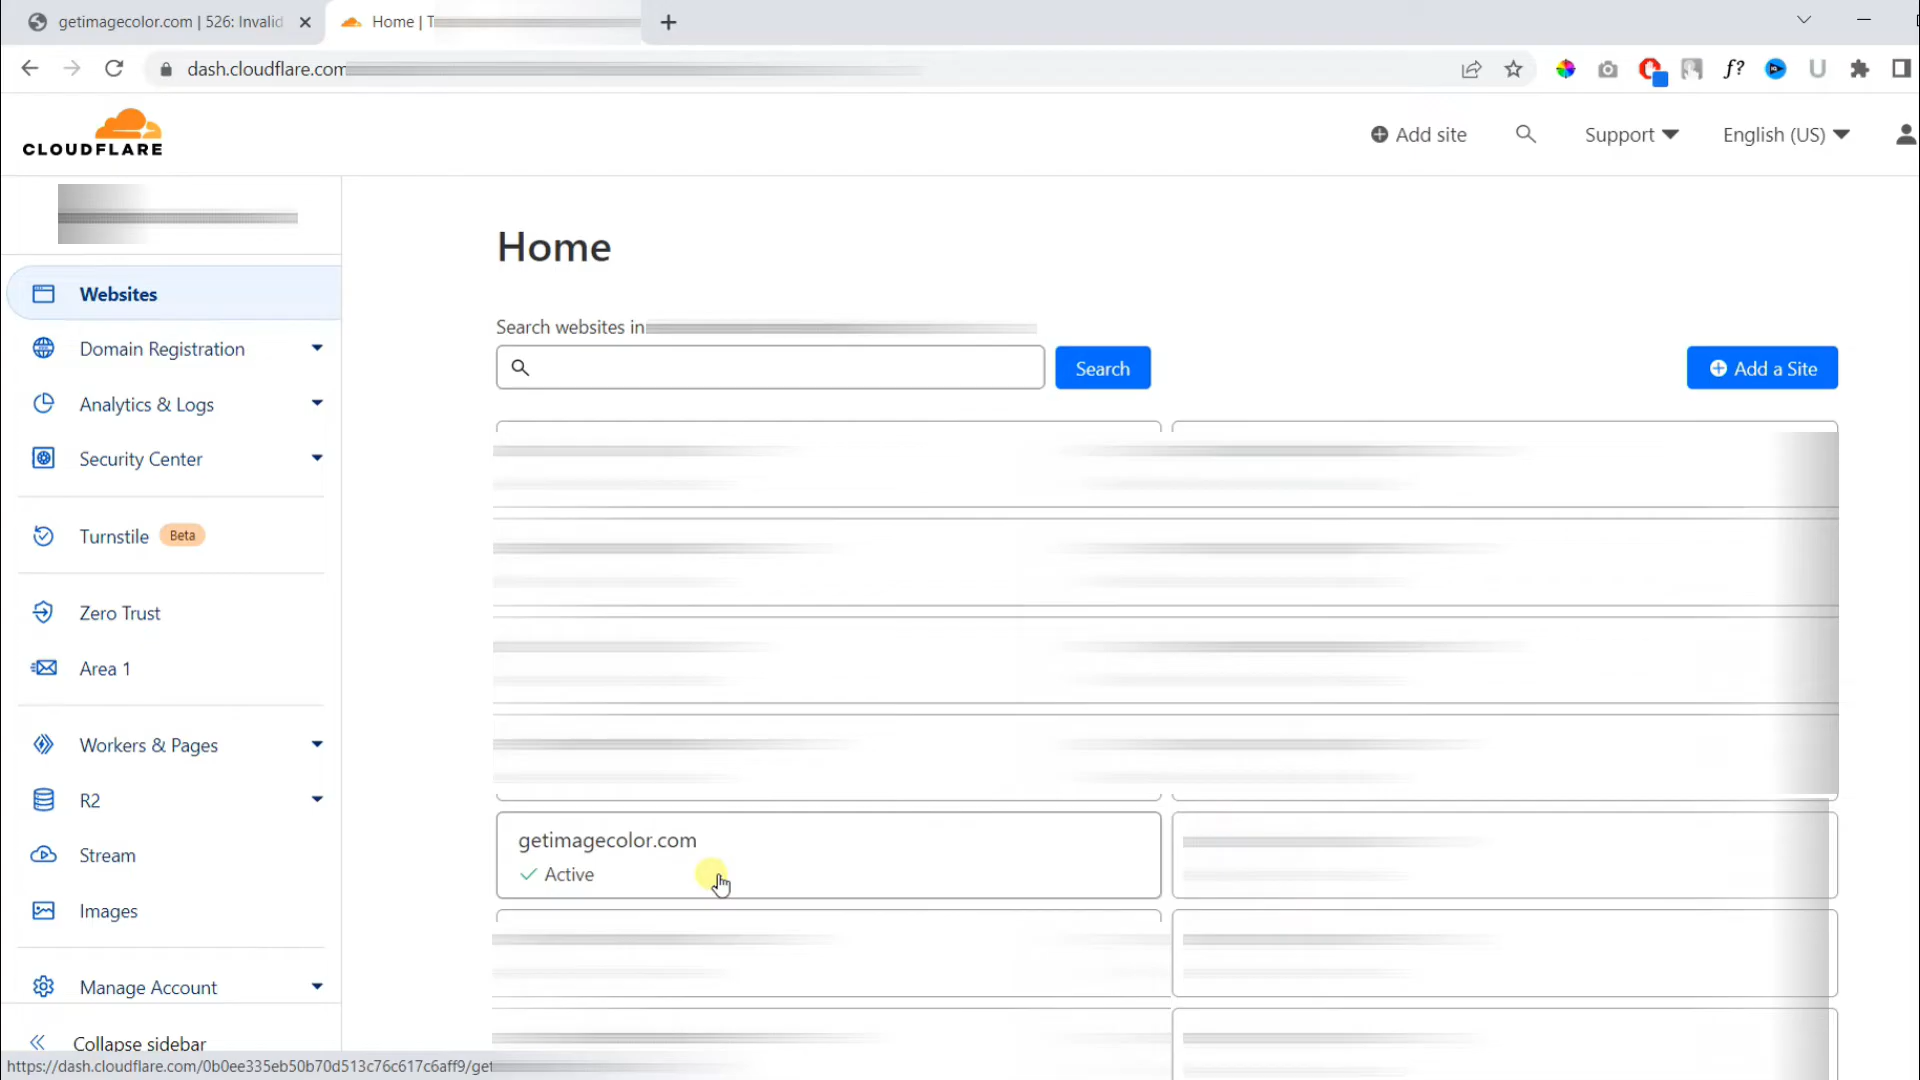 getimagecolor.com | 526: Invalid
Home | T
dash.cloudflare.com
f?
U
CLOUDFLARE
Add site
Support
English (US)
Websites
Domain Registration
Analytics & Logs
Security Center
Turnstile Beta
Zero Trust
Area 1
Workers & Pages
R2
Stream
Images
Manage Account
Collapse sidebar
Home
Search websites in
Search
Add a Site
getimagecolor.com
Active
https://dash.cloudflare.com/0b0ee335eb50b70d513c76c617c6aff9/get